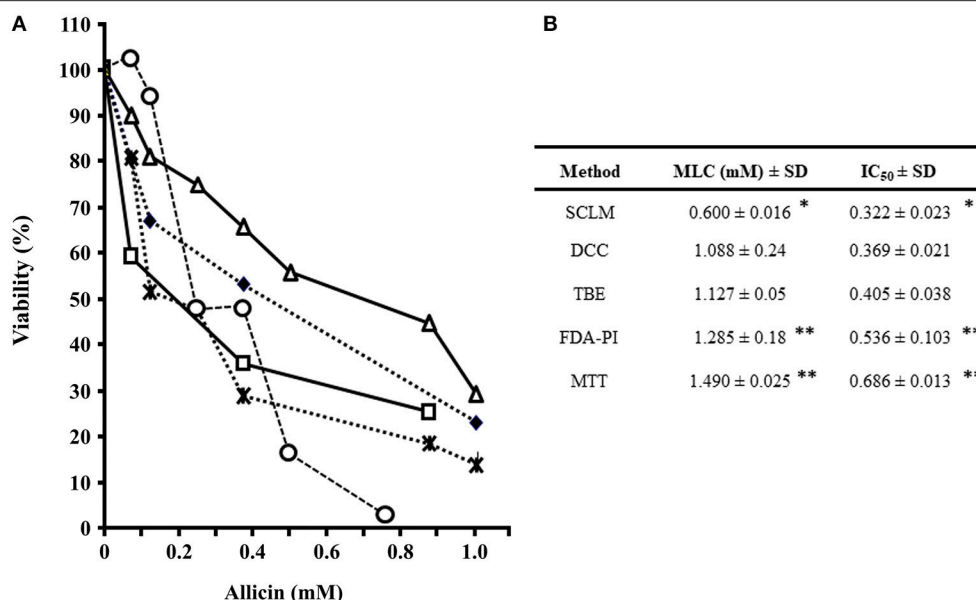 A
110
100
90
80
70
60
50
40
30
20
10
0
Viability (%)
0 0.2 0.4 0.6 0.8 1.0
Allicin (mM)
B
Method MLC (mM) ± SD IC50 ± SD
SCLM 0.600 ± 0.016 * 0.322 ± 0.023 *
DCC 1.088 ± 0.24 0.369 ± 0.021
TBE 1.127 ± 0.05 0.405 ± 0.038
FDA-PI 1.285 ± 0.18 ** 0.536 ± 0.103 **
MTT 1.490 ± 0.025 ** 0.686 ± 0.013 **